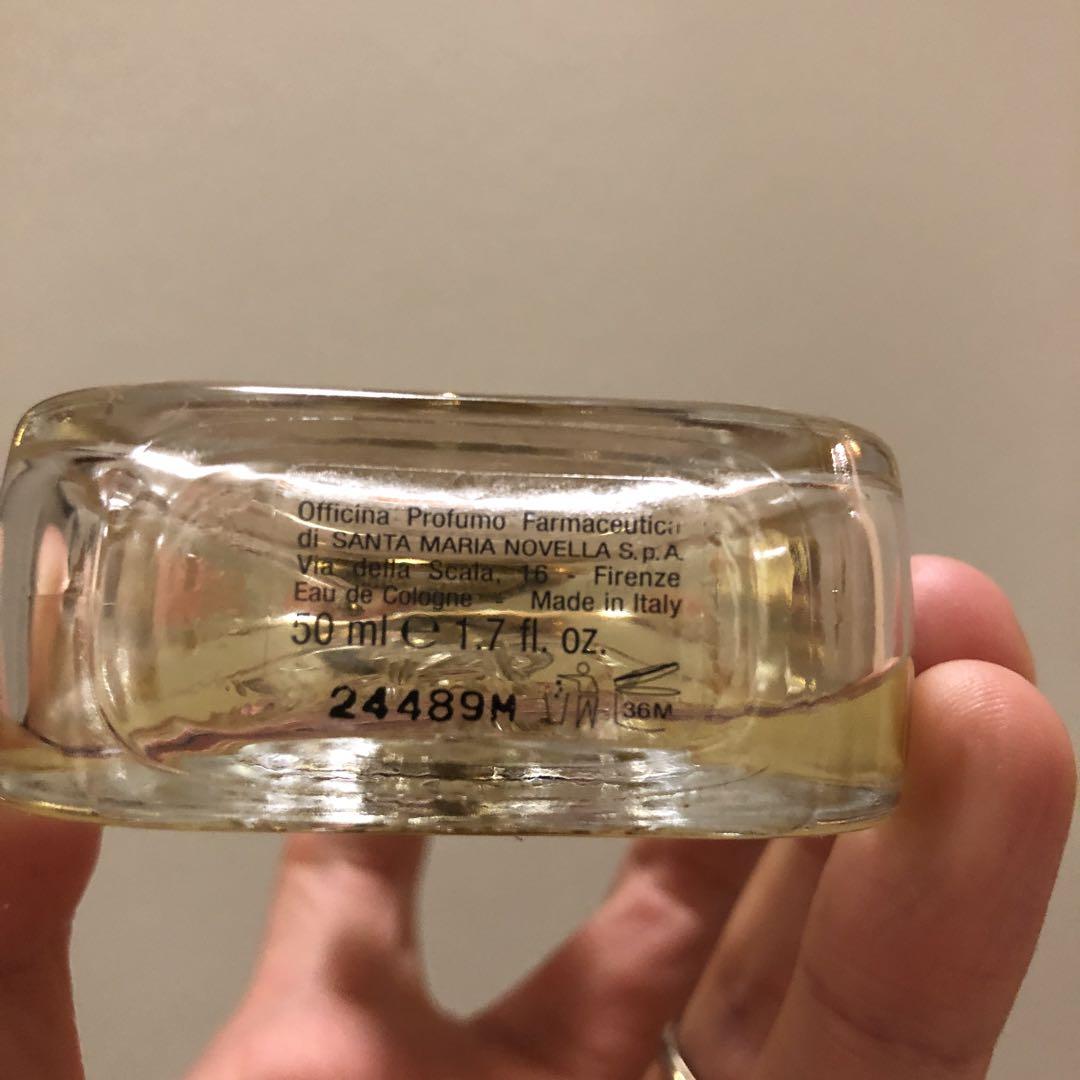 Officina Profumo Farmaceutica
di SANTA MARIA NOVELLA S.p.A.
Via della Scala, 16 - Firenze
Eau de Cologne - Made in Italy
50 ml e 1.7 fl. oz.
24489M 36M